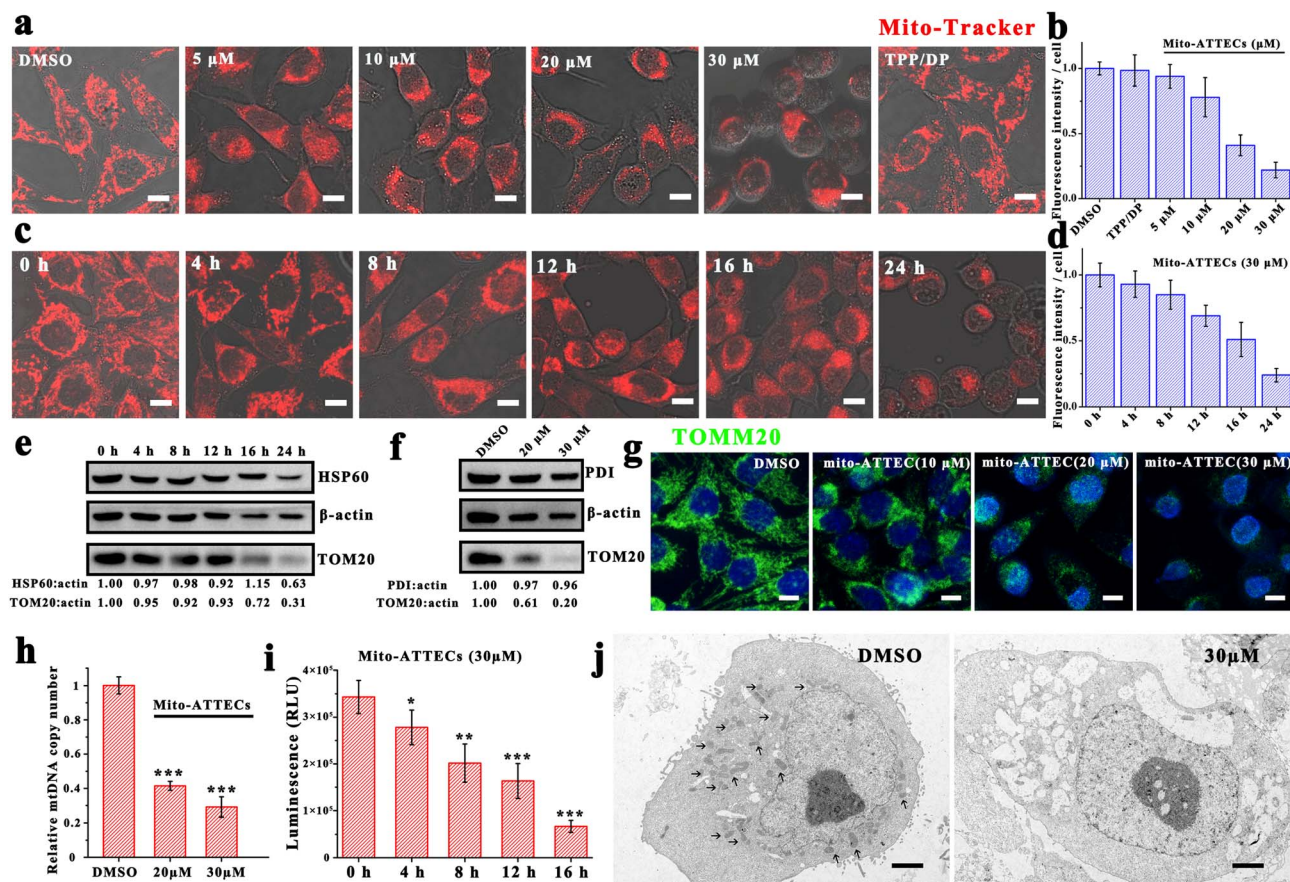 a
Mito-Tracker
DMSO
5 μM
10 μM
20 μM
30 μM
TPP/DP
b
Mito-ATTECs (μM)
Fluorescence intensity / cell
1.0
0.5
0.0
DMSO
TPP/DP
5 μM
10 μM
20 μM
30 μM
c
0 h
4 h
8 h
12 h
16 h
24 h
d
Mito-ATTECs (30 μM)
Fluorescence intensity / cell
1.0
0.5
0.0
0 h
4 h
8 h
12 h
16 h
24 h
e
0 h 4 h 8 h 12 h 16 h 24 h
HSP60
β-actin
TOM20
HSP60:actin 1.00 0.97 0.98 0.92 1.15 0.63
TOM20:actin 1.00 0.95 0.92 0.93 0.72 0.31
f
DMSO 20 μM 30 μM
PDI
β-actin
TOM20
PDI:actin 1.00 0.97 0.96
TOM20:actin 1.00 0.61 0.20
g
TOMM20
DMSO
mito-ATTEC(10 μM)
mito-ATTEC(20 μM)
mito-ATTEC(30 μM)
h
Relative mtDNA copy number
1
0.8
0.6
0.4
0.2
0
Mito-ATTECs
***
***
DMSO 20μM 30μM
i
Mito-ATTECs (30μM)
Luminescence (RLU)
4×10⁵
3×10⁵
2×10⁵
1×10⁵
0
*
**
***
***
0 h 4 h 8 h 12 h 16 h
j
DMSO
30μM